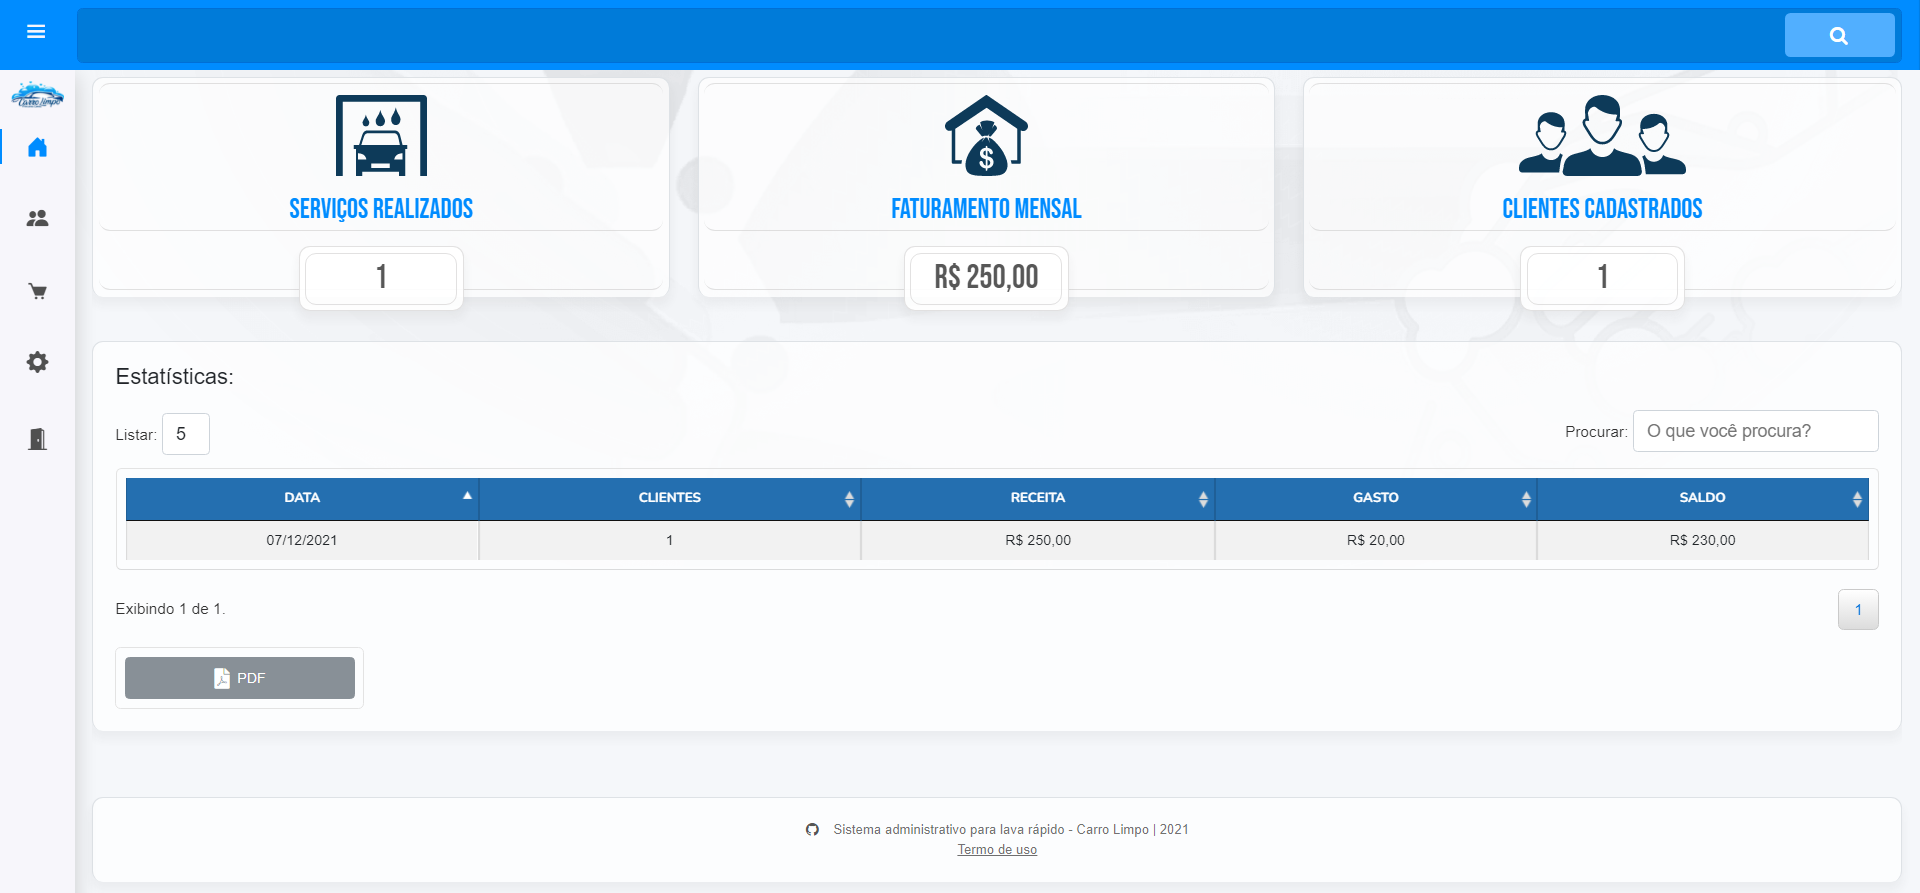 Carro Limpo
SERVIÇOS REALIZADOS
1
FATURAMENTO MENSAL
R$ 250,00
CLIENTES CADASTRADOS
1
Estatísticas:
Listar: 5
Procurar: O que você procura?
DATA CLIENTES RECEITA GASTO SALDO
07/12/2021 1 R$ 250,00 R$ 20,00 R$ 230,00
Exibindo 1 de 1.
1
PDF
Sistema administrativo para lava rápido - Carro Limpo | 2021
Termo de uso